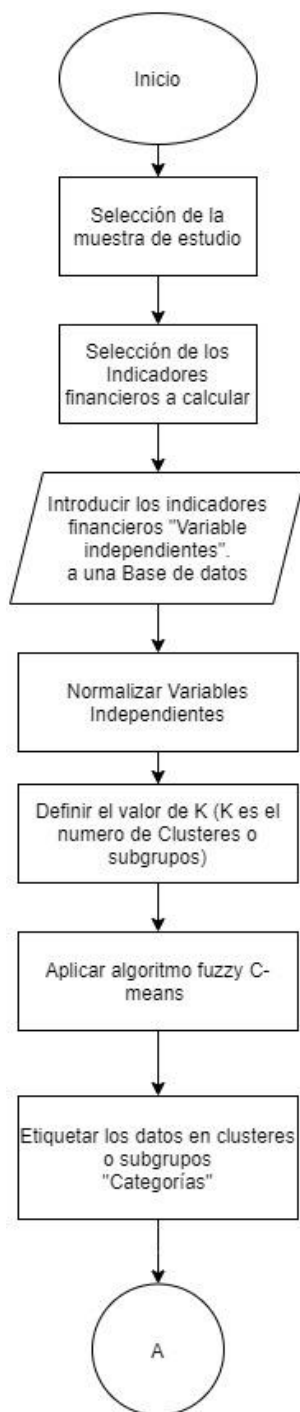 Inicio
Selección de la
muestra de estudio
Selección de los
Indicadores
financieros a calcular
Introducir los indicadores
financieros "Variable
independientes".
a una Base de datos
Normalizar Variables
Independientes
Definir el valor de K (K es el
numero de Clusteres o
subgrupos)
Aplicar algoritmo fuzzy C-
means
Etiquetar los datos en clusteres
o subgrupos
"Categorías"
A